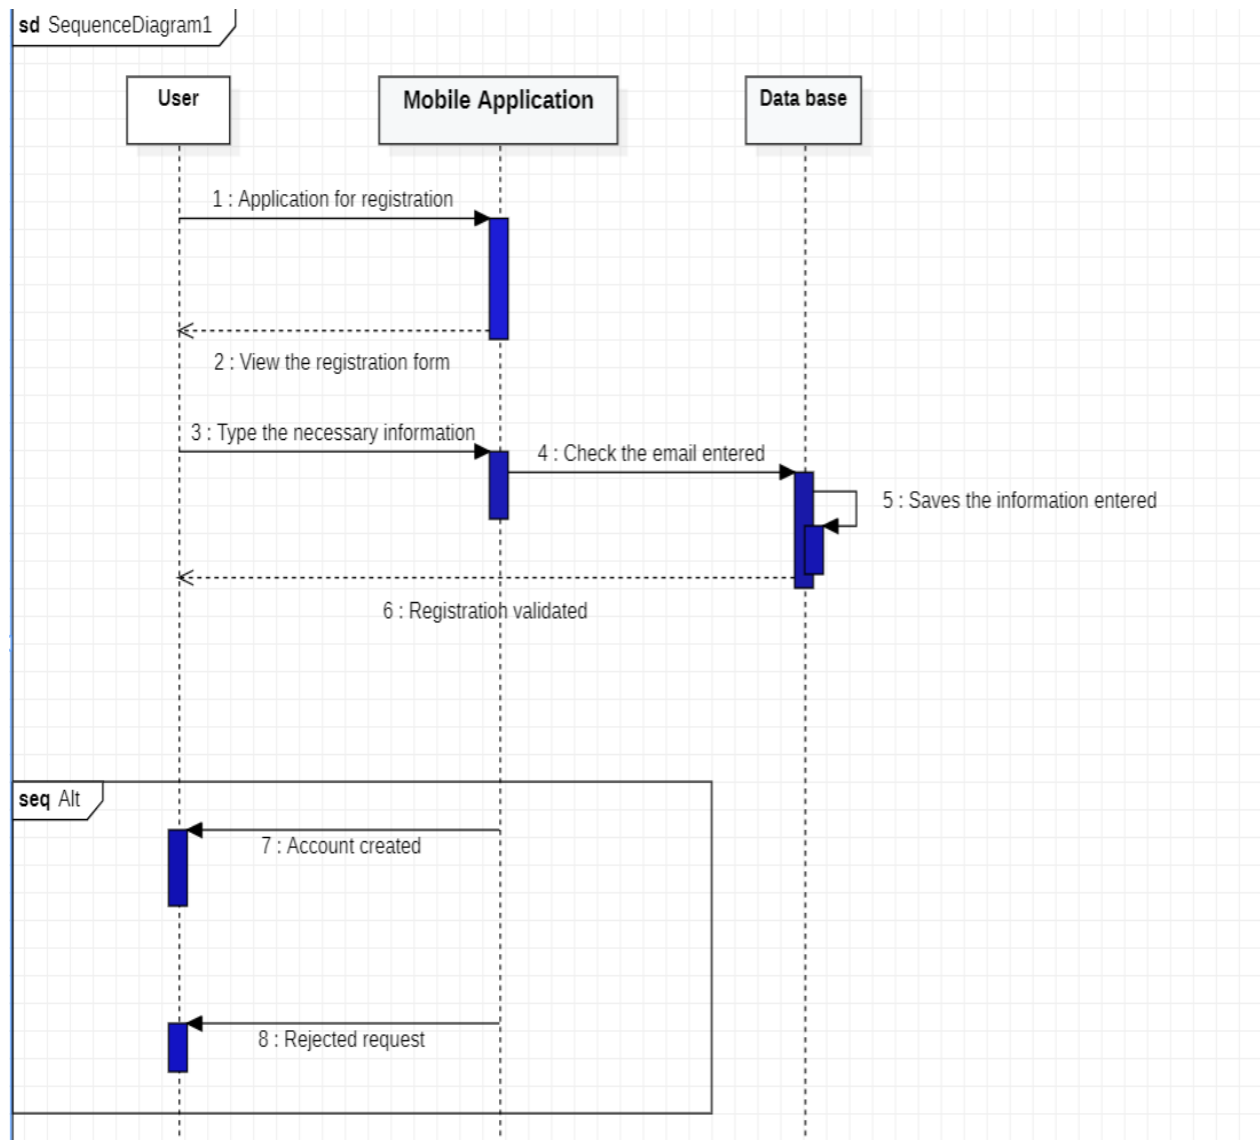 sd SequenceDiagram1
User
Mobile Application
Data base
1 : Application for registration
2 : View the registration form
3 : Type the necessary information
4 : Check the email entered
5 : Saves the information entered
6 : Registration validated
seq Alt
7 : Account created
8 : Rejected request